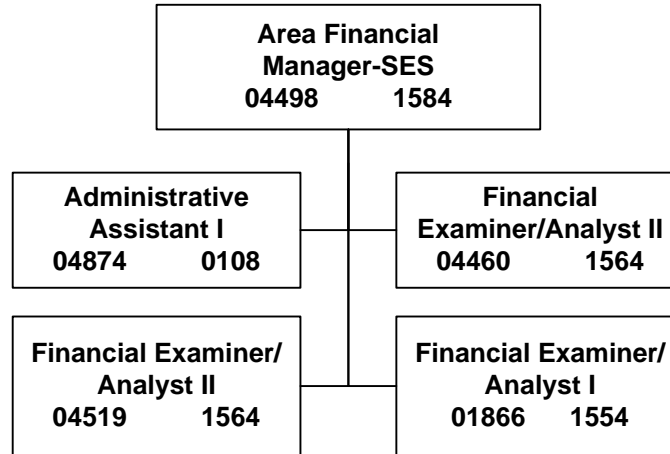 Area Financial
Manager-SES
04498 1584
Administrative
Assistant I
04874 0108
Financial
Examiner/Analyst II
04460 1564
Financial Examiner/
Analyst II
04519 1564
Financial Examiner/
Analyst I
01866 1554